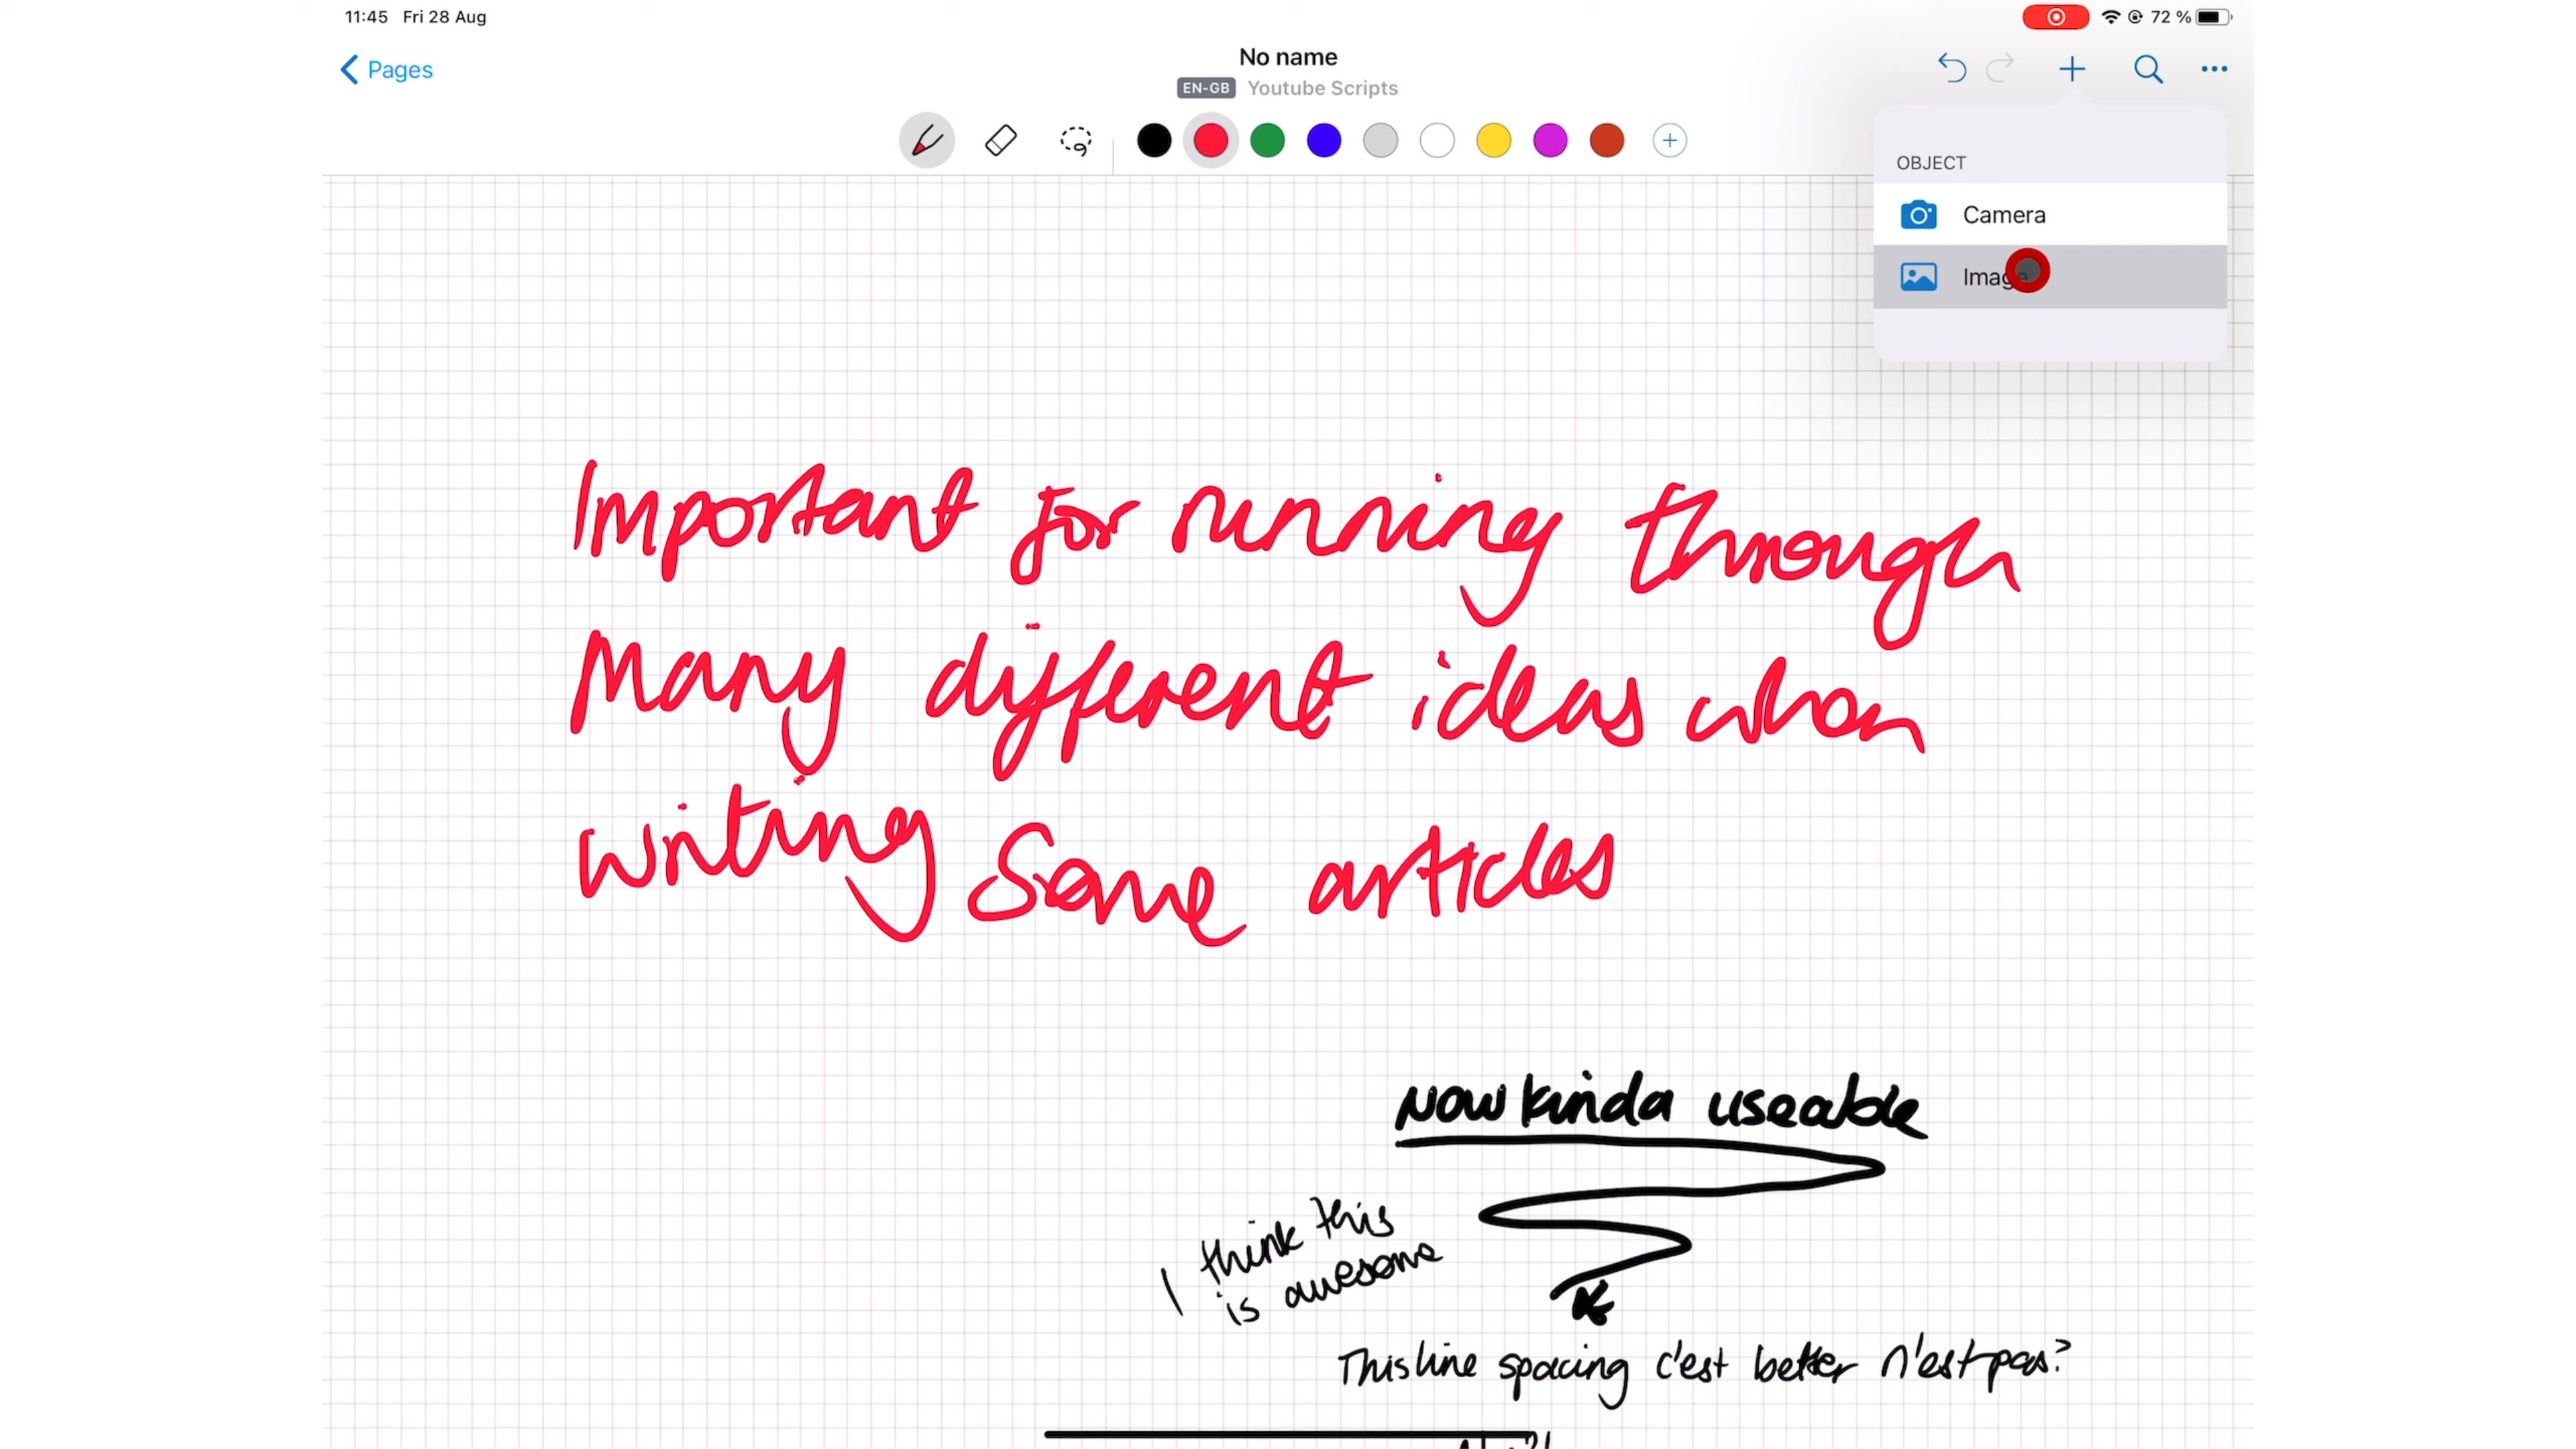 11:45 Fri 28 Aug
72 %
Pages
No name
EN-GB Youtube Scripts
OBJECT
Camera
Image
Important for running through
Many different ideas when
writing some articles
Now kinda useable
I think this
is awesome
This line spacing c'est better n'est pas?